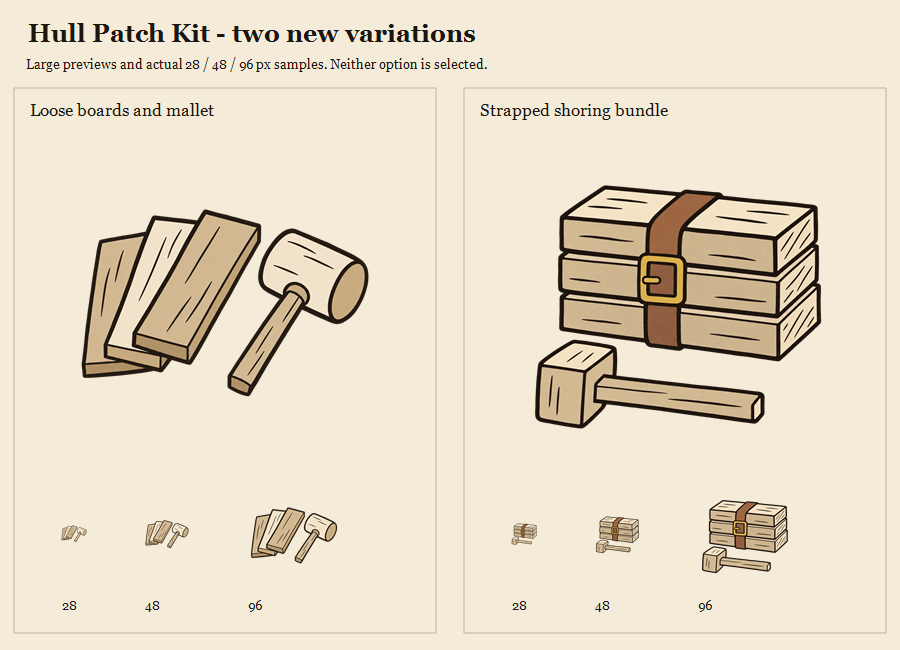 Hull Patch Kit - two new variations
Large previews and actual 28 / 48 / 96 px samples. Neither option is selected.
Loose boards and mallet
Strapped shoring bundle
28 48 96
28 48 96